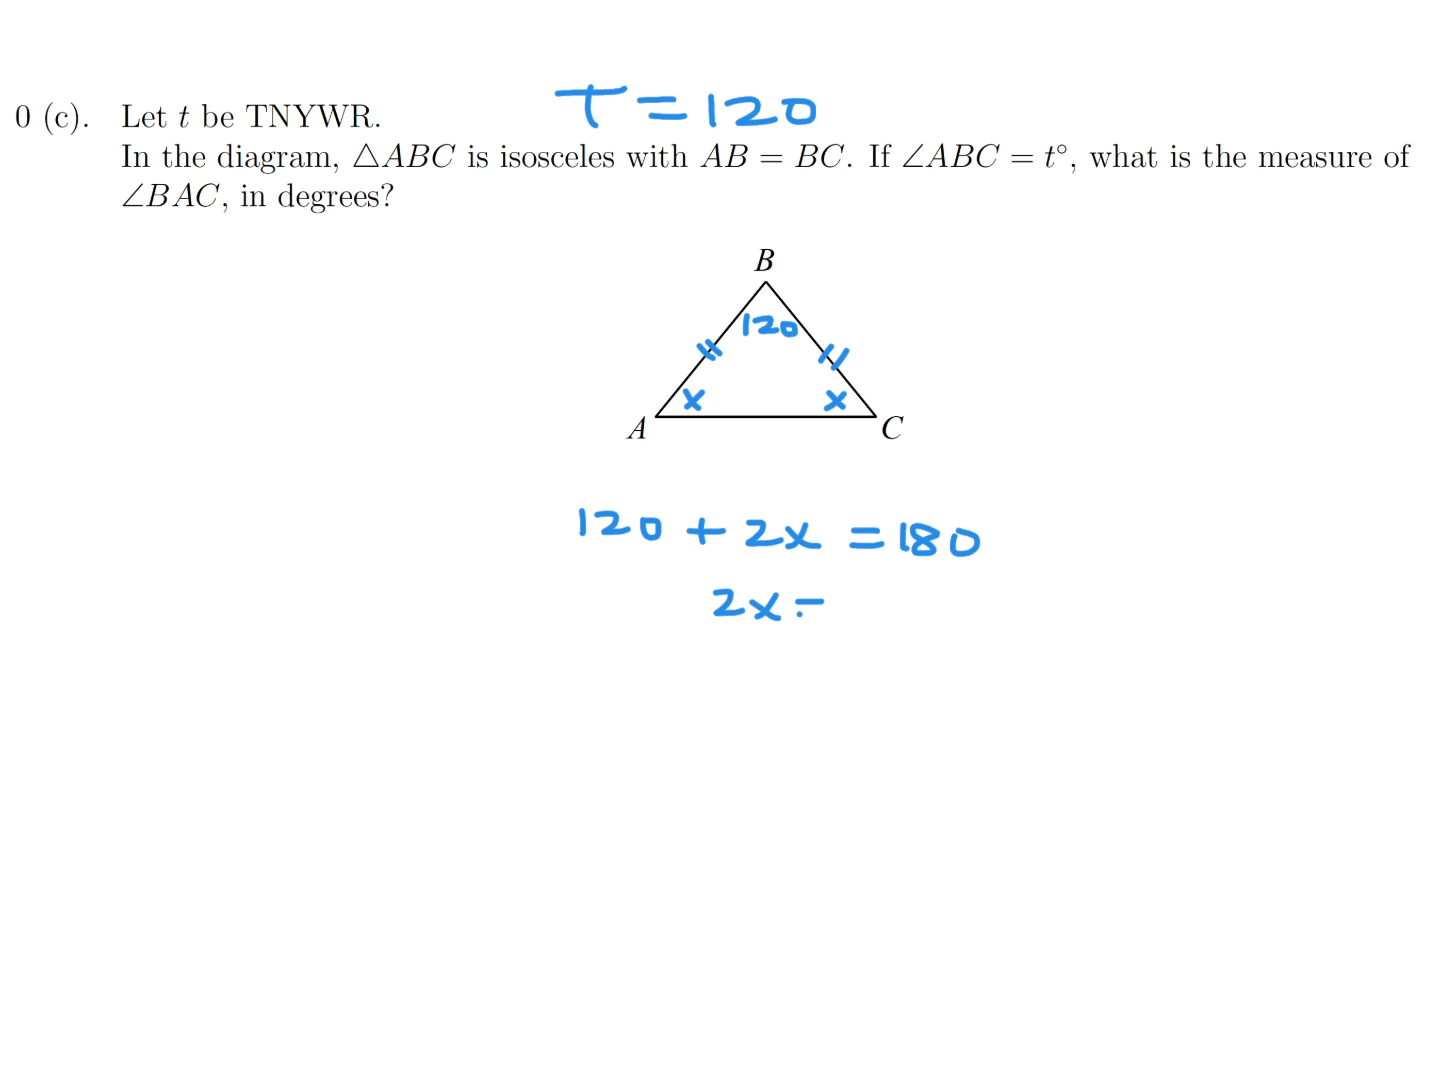 T = 120
0 (c). Let t be TNYWR.
In the diagram, △ABC is isosceles with AB = BC. If ∠ABC = t°, what is the measure of
∠BAC, in degrees?
B
120
x x
A C
120 + 2x = 180
2x =